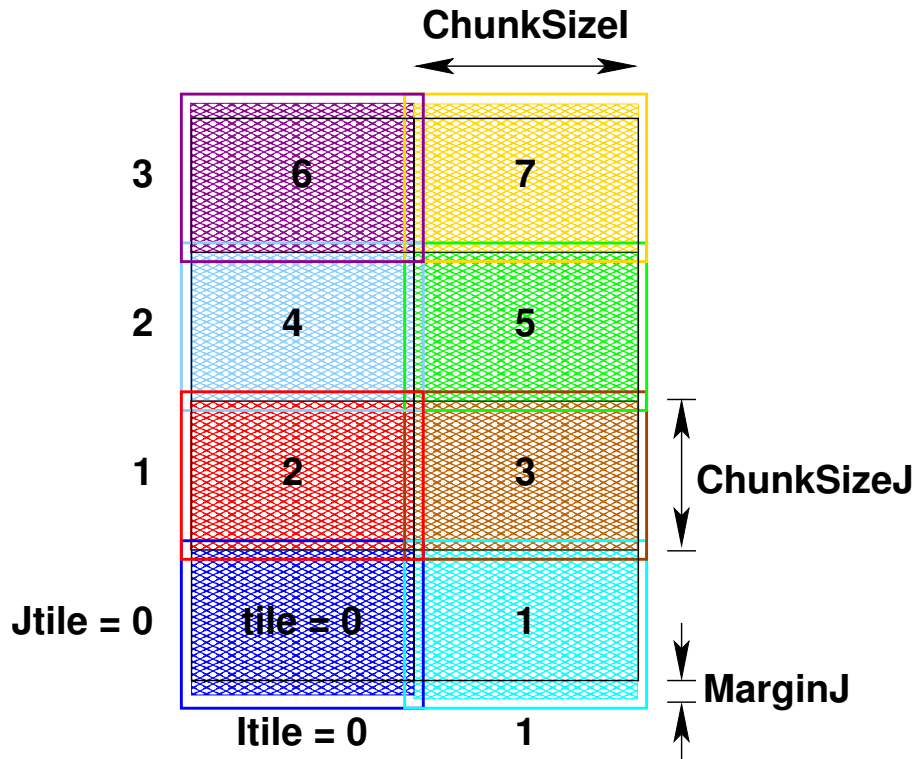 ChunkSizeI
3 6 7
2 4 5
1 2 3 ChunkSizeJ
Jtile = 0 tile = 0 1
MarginJ
Itile = 0 1